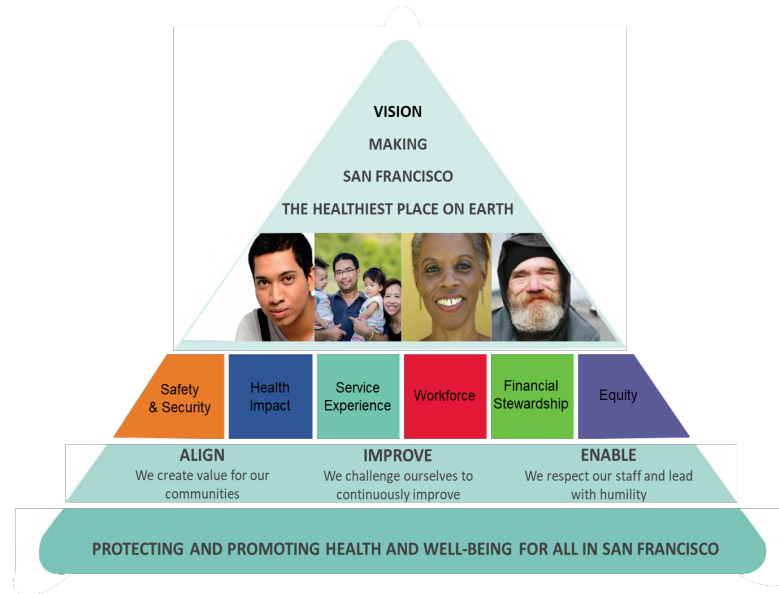 VISION
MAKING
SAN FRANCISCO
THE HEALTHIEST PLACE ON EARTH
Safety
& Security
Health
Impact
Service
Experience
Workforce
Financial
Stewardship
Equity
ALIGN
We create value for our
communities
IMPROVE
We challenge ourselves to
continuously improve
ENABLE
We respect our staff and lead
with humility
PROTECTING AND PROMOTING HEALTH AND WELL-BEING FOR ALL IN SAN FRANCISCO